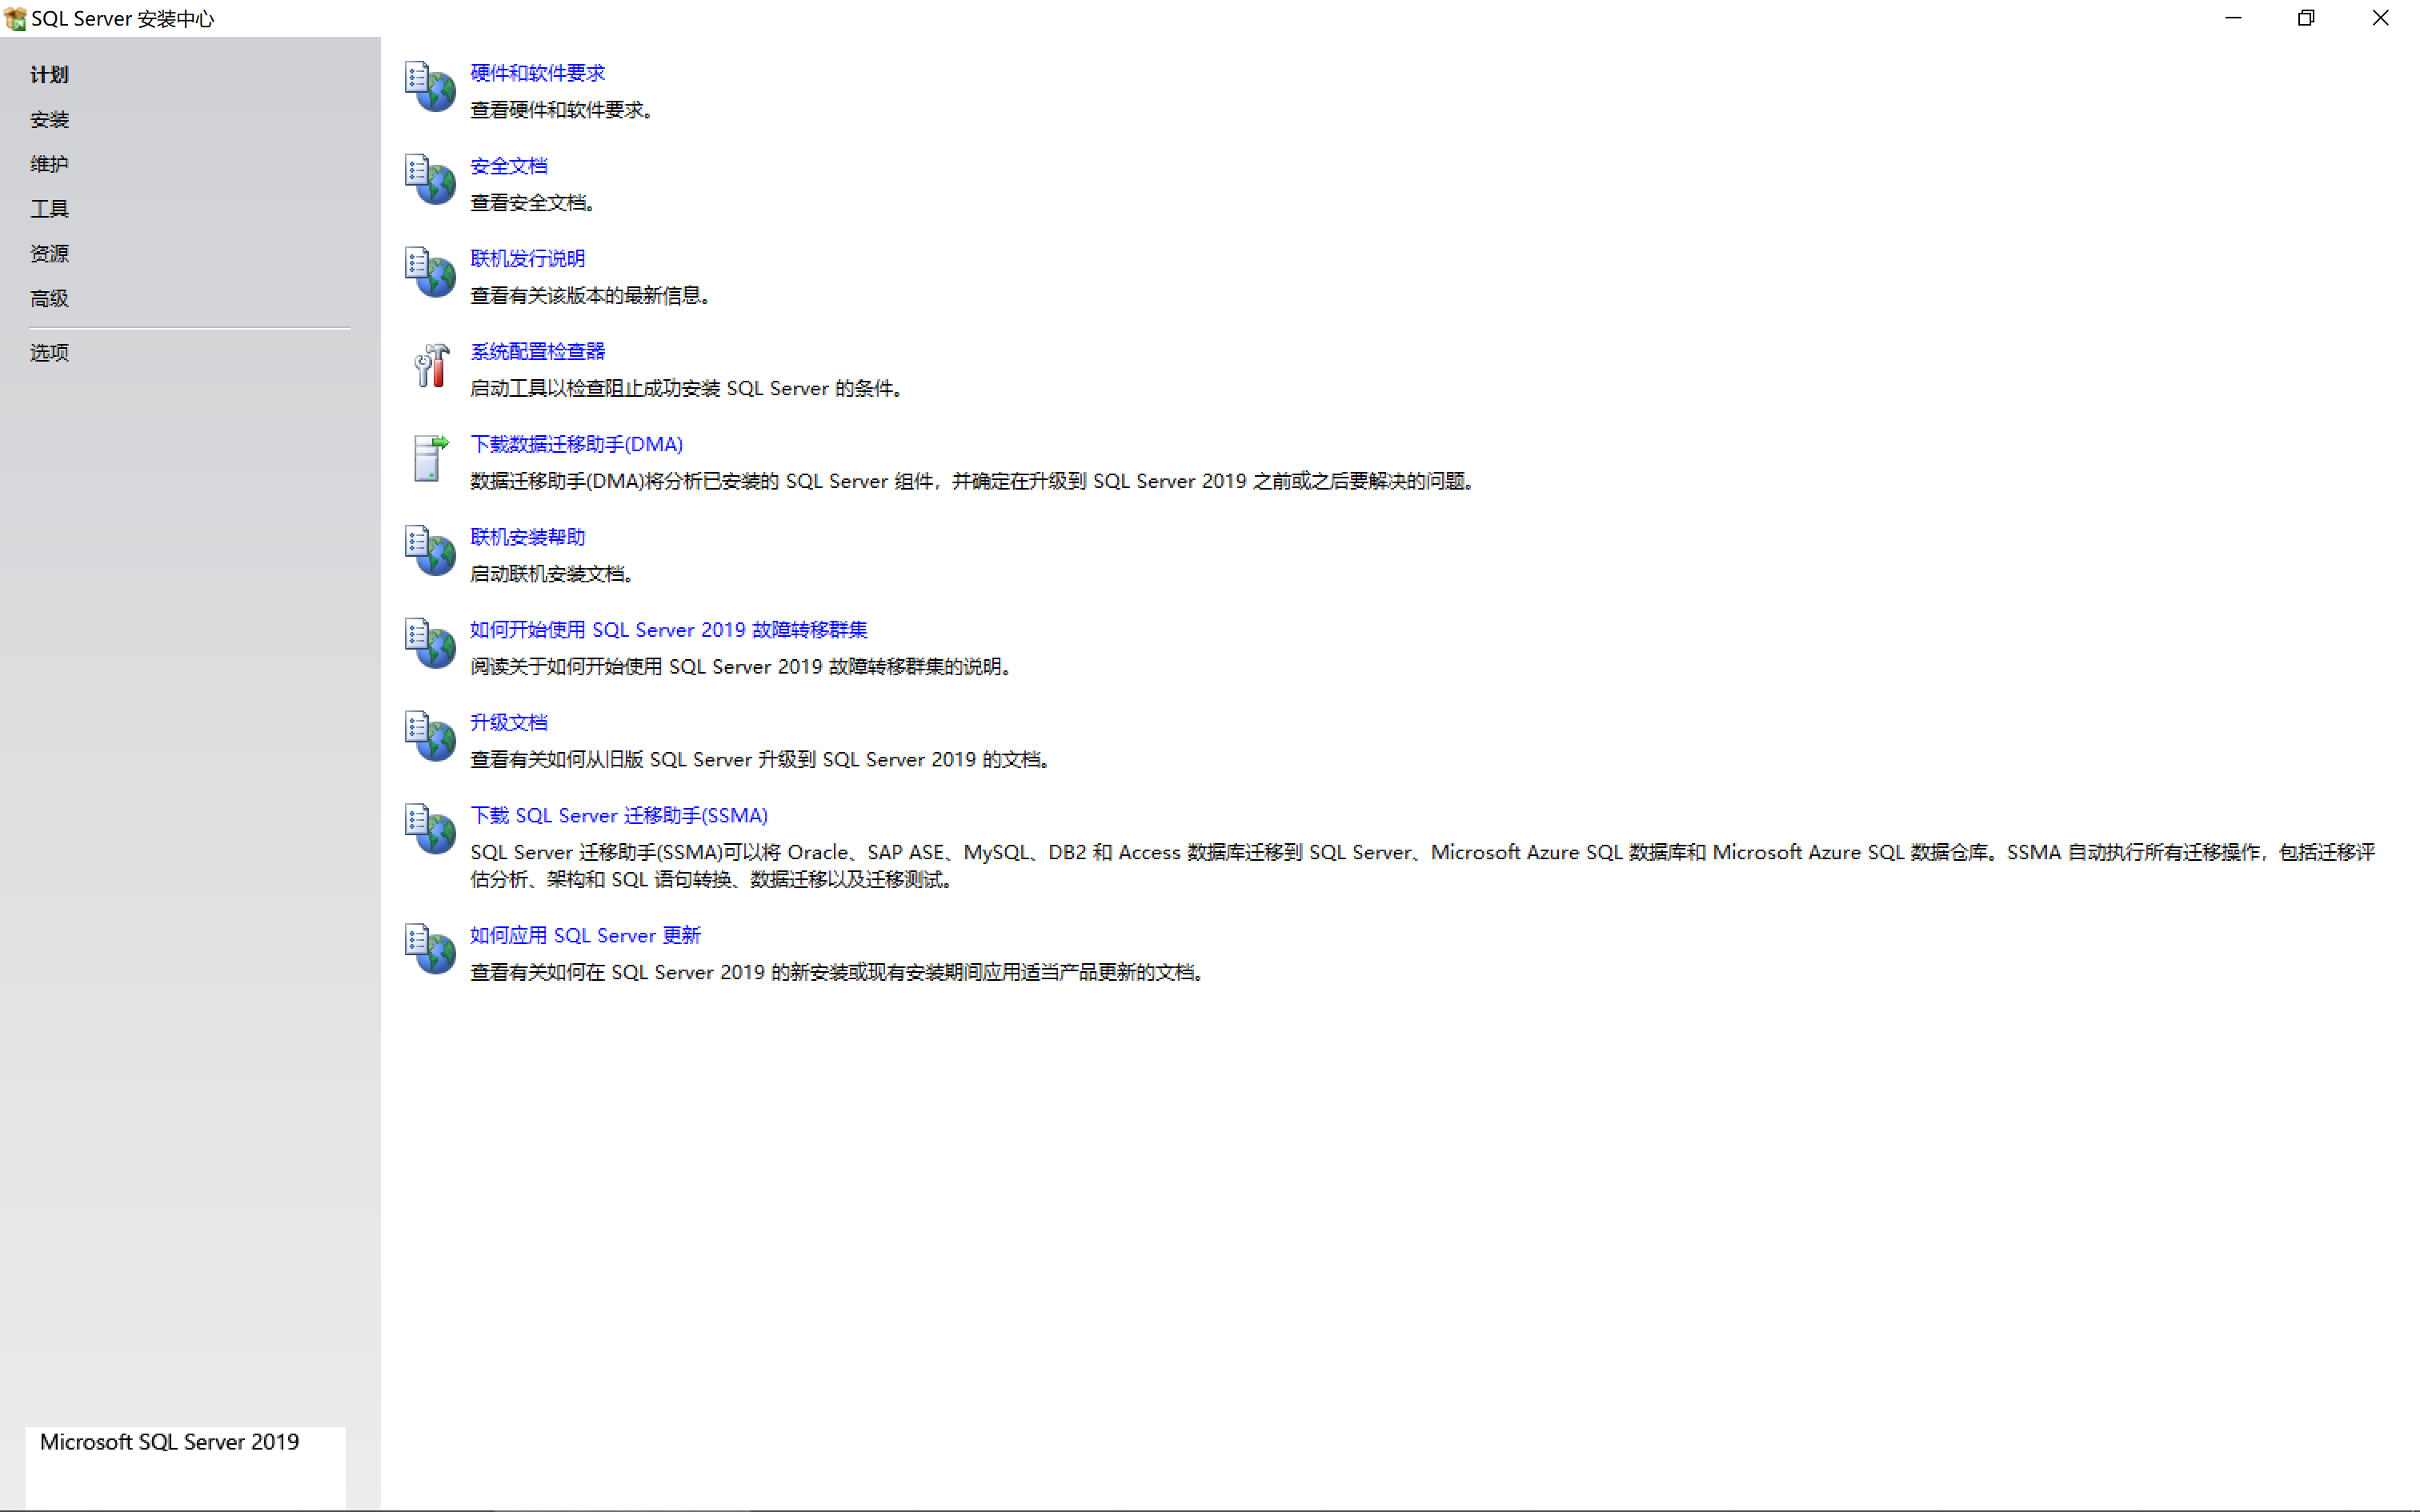 SQL Server 安装中心
计划
安装
维护
工具
资源
高级
选项
硬件和软件要求
查看硬件和软件要求。
安全文档
查看安全文档。
联机发行说明
查看有关该版本的最新信息。
系统配置检查器
启动工具以检查阻止成功安装 SQL Server 的条件。
下载数据迁移助手(DMA)
数据迁移助手(DMA)将分析已安装的 SQL Server 组件，并确定在升级到 SQL Server 2019 之前或之后要解决的问题。
联机安装帮助
启动联机安装文档。
如何开始使用 SQL Server 2019 故障转移群集
阅读关于如何开始使用 SQL Server 2019 故障转移群集的说明。
升级文档
查看有关如何从旧版 SQL Server 升级到 SQL Server 2019 的文档。
下载 SQL Server 迁移助手(SSMA)
SQL Server 迁移助手(SSMA)可以将 Oracle、SAP ASE、MySQL、DB2 和 Access 数据库迁移到 SQL Server、Microsoft Azure SQL 数据库和 Microsoft Azure SQL 数据仓库。SSMA 自动执行所有迁移操作，包括迁移评
估分析、架构和 SQL 语句转换、数据迁移以及迁移测试。
如何应用 SQL Server 更新
查看有关如何在 SQL Server 2019 的新安装或现有安装期间应用适当产品更新的文档。
Microsoft SQL Server 2019